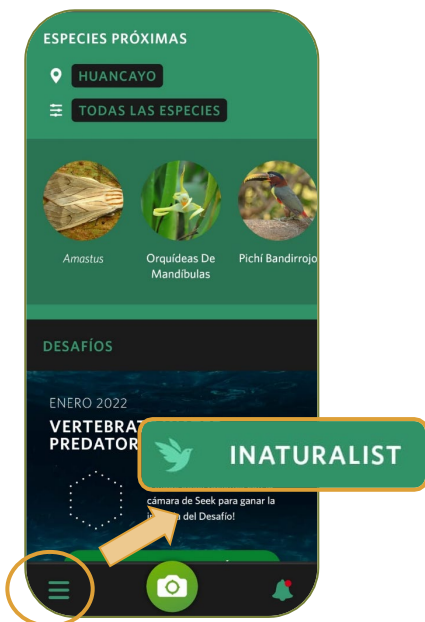 ESPECIES PRÓXIMAS
HUANCAYO
TODAS LAS ESPECIES
Amastus
Orquídeas De
Mandíbulas
Pichí Bandirrojo
DESAFÍOS
ENERO 2022
VERTEBRAT
PREDATOR
INATURALIST
cámara de Seek para ganar la
del Desafío!